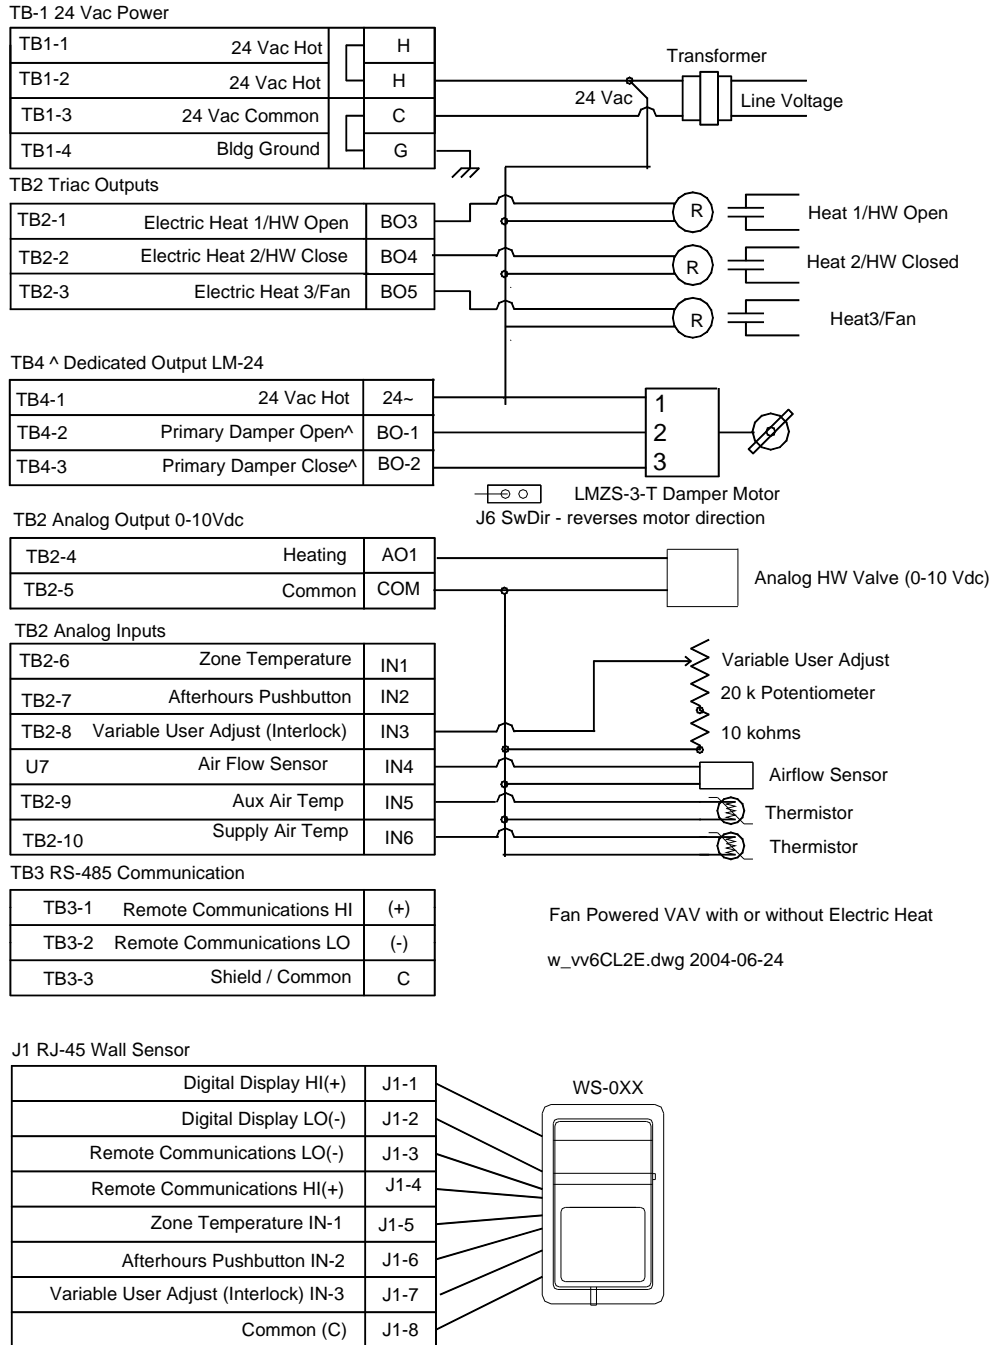 TB-1 24 Vac Power
TB1-1 24 Vac Hot H
TB1-2 24 Vac Hot H
TB1-3 24 Vac Common C
TB1-4 Bldg Ground G
Transformer
24 Vac
Line Voltage
TB2 Triac Outputs
TB2-1 Electric Heat 1/HW Open BO3
TB2-2 Electric Heat 2/HW Close BO4
TB2-3 Electric Heat 3/Fan BO5
R Heat 1/HW Open
R Heat 2/HW Closed
R Heat3/Fan
TB4 ^ Dedicated Output LM-24
TB4-1 24 Vac Hot 24~
TB4-2 Primary Damper Open^ BO-1
TB4-3 Primary Damper Close^ BO-2
1
2
3
LMZS-3-T Damper Motor
J6 SwDir - reverses motor direction
TB2 Analog Output 0-10Vdc
TB2-4 Heating AO1
TB2-5 Common COM
Analog HW Valve (0-10 Vdc)
TB2 Analog Inputs
TB2-6 Zone Temperature IN1
TB2-7 Afterhours Pushbutton IN2
TB2-8 Variable User Adjust (Interlock) IN3
U7 Air Flow Sensor IN4
TB2-9 Aux Air Temp IN5
TB2-10 Supply Air Temp IN6
Variable User Adjust
20 k Potentiometer
10 kohms
Airflow Sensor
Thermistor
Thermistor
TB3 RS-485 Communication
TB3-1 Remote Communications HI (+)
TB3-2 Remote Communications LO (-)
TB3-3 Shield / Common C
Fan Powered VAV with or without Electric Heat
w_vv6CL2E.dwg 2004-06-24
J1 RJ-45 Wall Sensor
Digital Display HI(+) J1-1
Digital Display LO(-) J1-2
Remote Communications LO(-) J1-3
Remote Communications HI(+) J1-4
Zone Temperature IN-1 J1-5
Afterhours Pushbutton IN-2 J1-6
Variable User Adjust (Interlock) IN-3 J1-7
Common (C) J1-8
WS-0XX